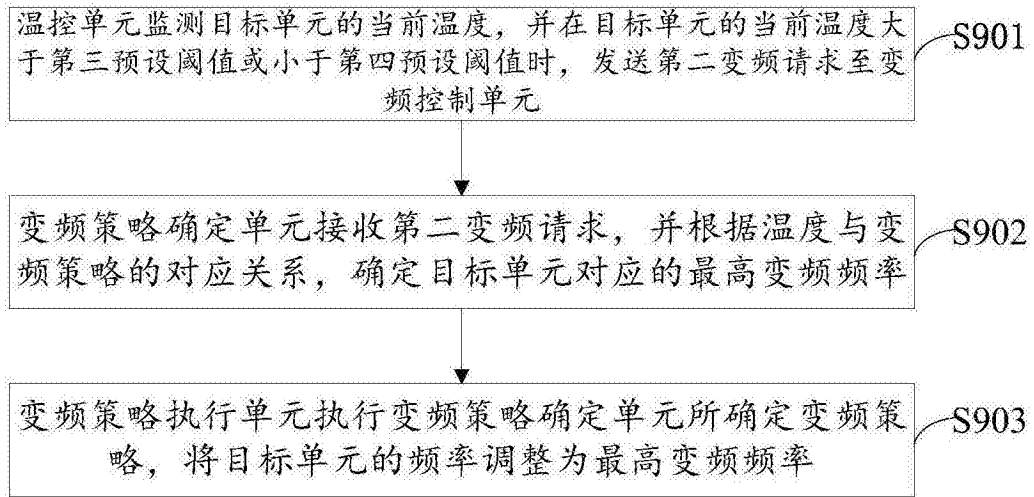 温控单元监测目标单元的当前温度，并在目标单元的当前温度大
于第三预设阈值或小于第四预设阈值时，发送第二变频请求至变
频控制单元
S901
变频策略确定单元接收第二变频请求，并根据温度与变
频策略的对应关系，确定目标单元对应的最高变频频率
S902
变频策略执行单元执行变频策略确定单元所确定变频策
略，将目标单元的频率调整为最高变频频率
S903